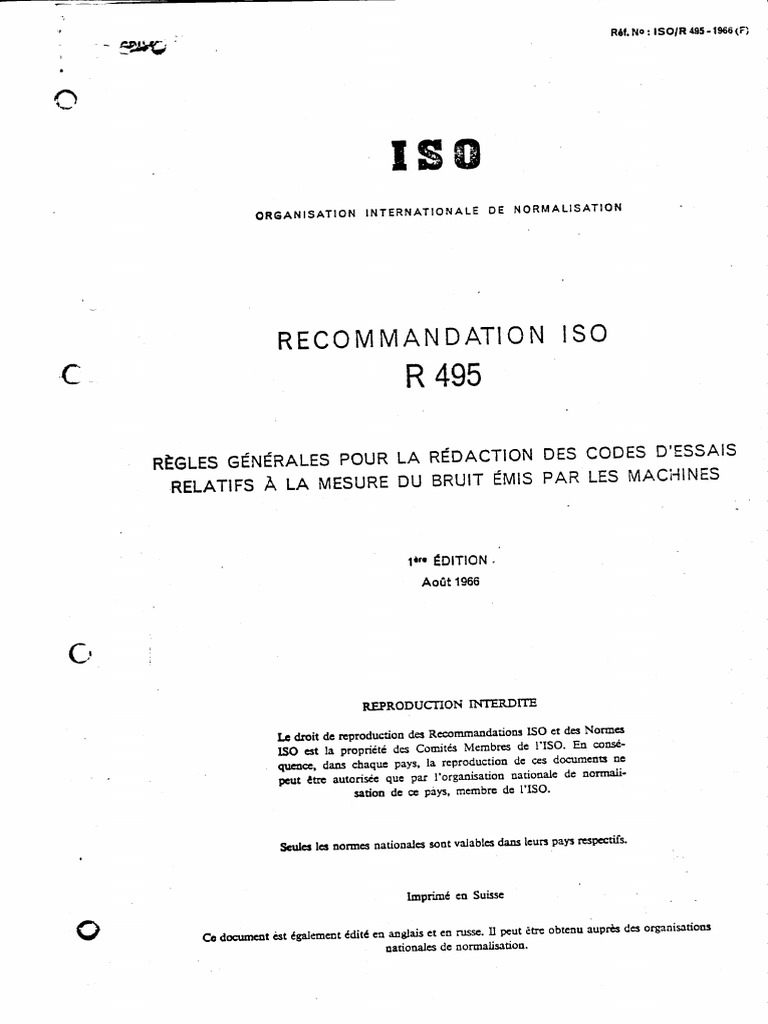 Réf. No : ISO/R 495-1966 (F)
ISO
ORGANISATION INTERNATIONALE DE NORMALISATION
RECOMMANDATION ISO
R 495
RÈGLES GÉNÉRALES POUR LA RÉDACTION DES CODES D'ESSAIS
RELATIFS À LA MESURE DU BRUIT ÉMIS PAR LES MACHINES
1ère ÉDITION
Août 1966
REPRODUCTION INTERDITE
Le droit de reproduction des Recommandations ISO et des Normes
ISO est la propriété des Comités Membres de l'ISO. En consé-
quence, dans chaque pays, la reproduction de ces documents ne
peut être autorisée que par l'organisation nationale de normali-
sation de ce pays, membre de l'ISO.
Seules les normes nationales sont valables dans leurs pays respectifs.
Imprimé en Suisse
Ce document est également édité en anglais et en russe. Il peut être obtenu auprès des organisations
nationales de normalisation.